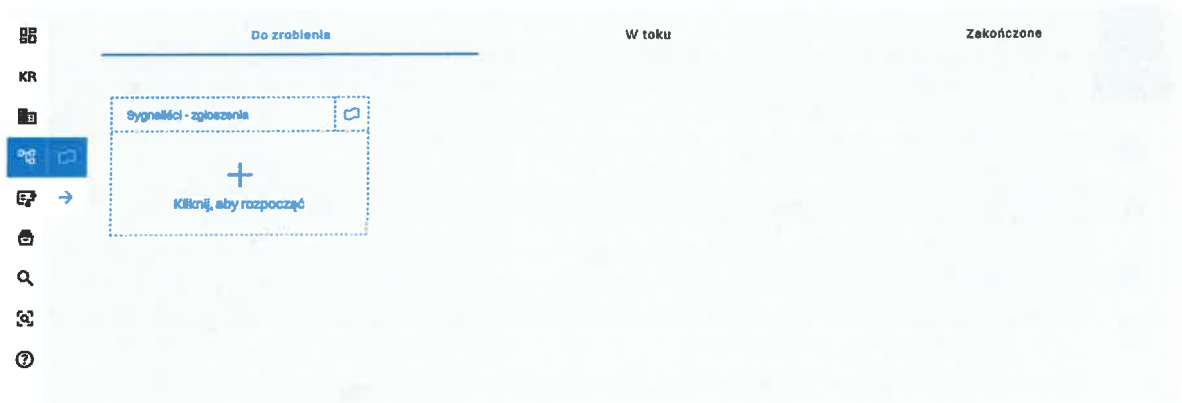 Do zrobienia
W toku
Zakończone
KR
Sygnaliści - zgłoszenia
Kliknij, aby rozpocząć